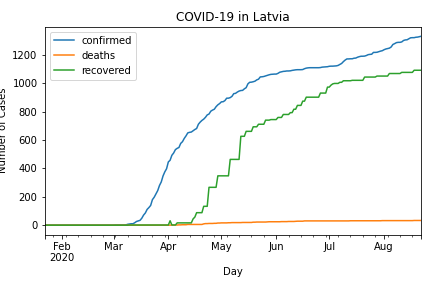 COVID-19 in Latvia
confirmed
deaths
recovered
Number of Cases
1200
1000
800
600
400
200
0
Feb
2020
Mar
Apr
May
Jun
Jul
Aug
Day